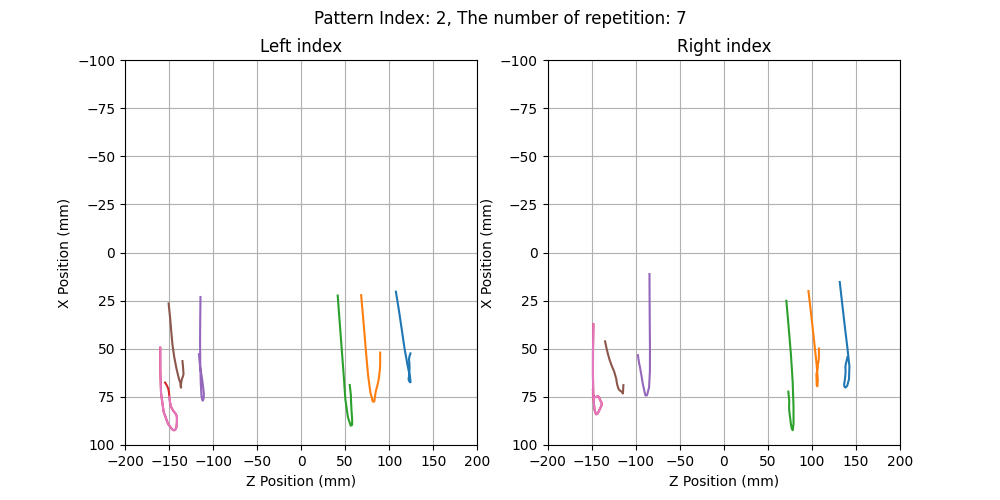 Pattern Index: 2, The number of repetition: 7
Left index
Right index
−100
−75
−50
−25
0
25
50
75
100
X Position (mm)
−200 −150 −100 −50 0 50 100 150 200
Z Position (mm)
−100
−75
−50
−25
0
25
50
75
100
X Position (mm)
−200 −150 −100 −50 0 50 100 150 200
Z Position (mm)